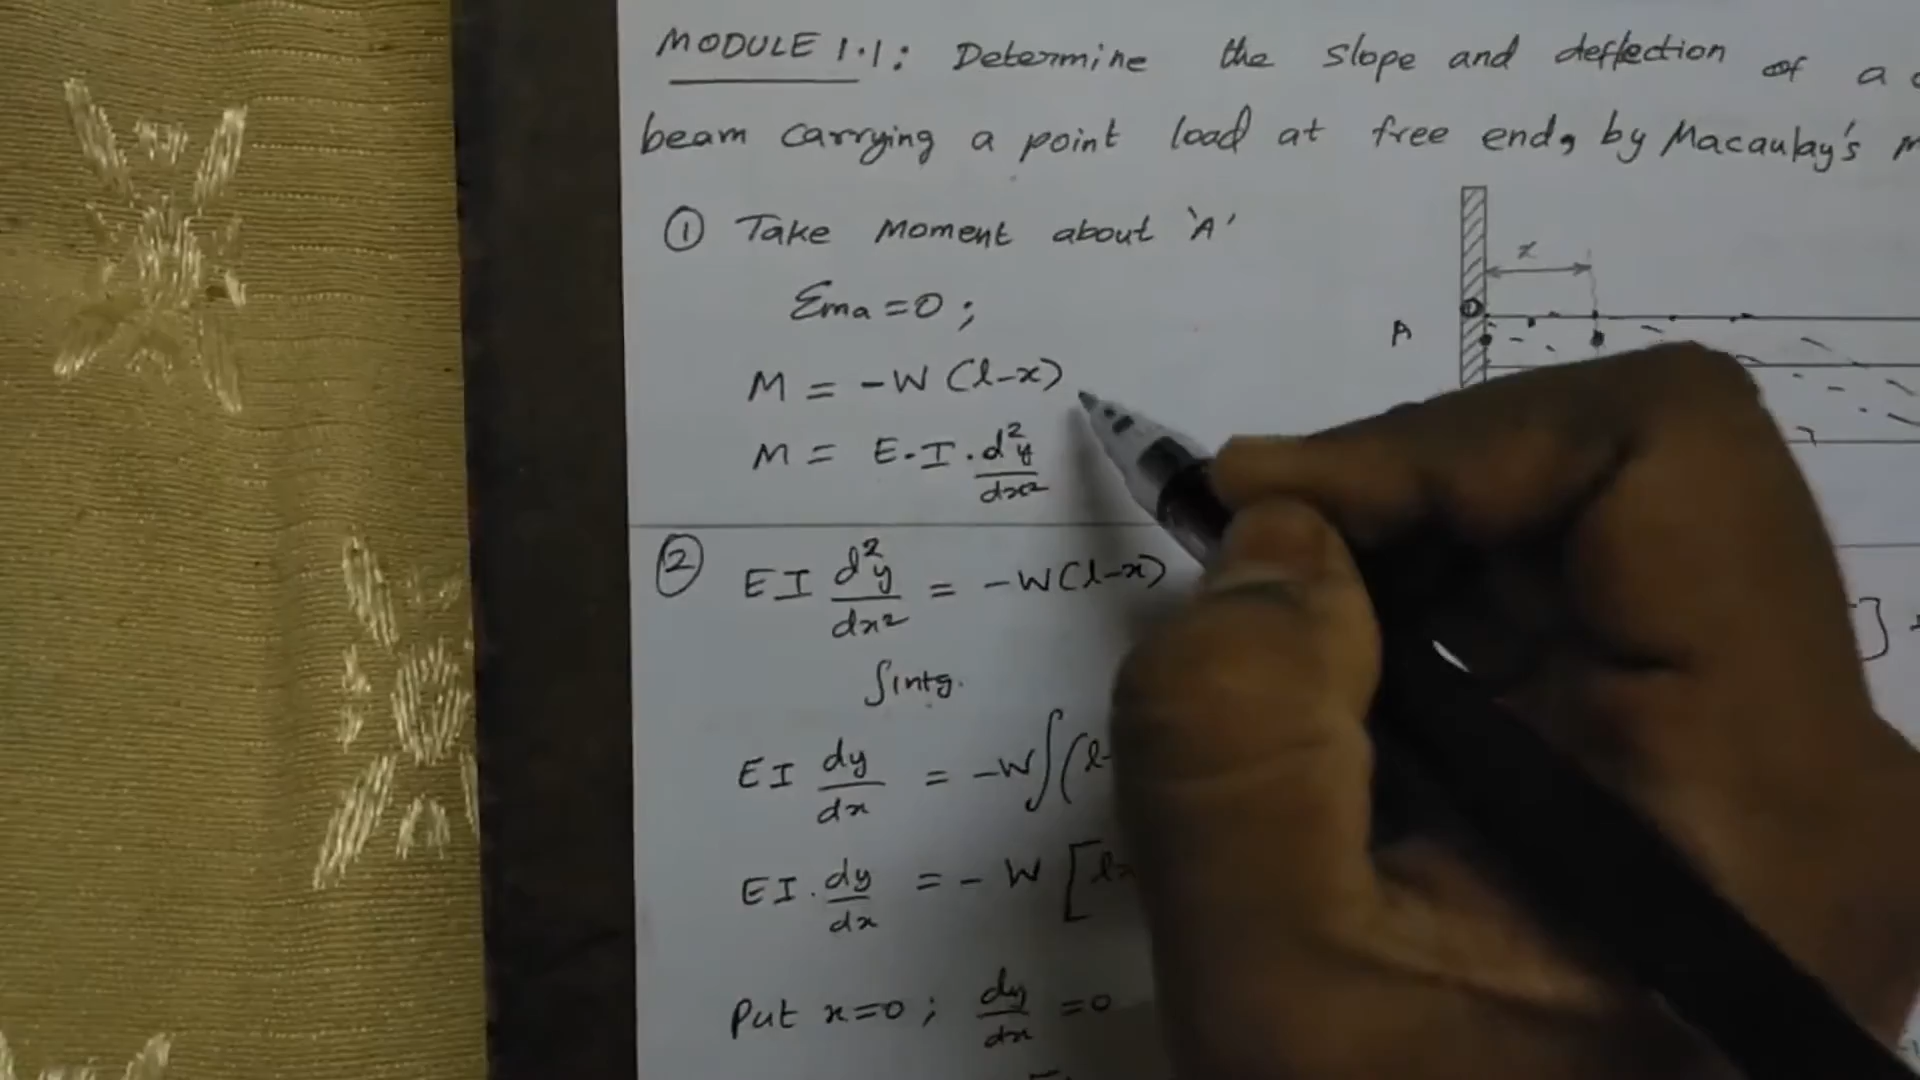 MODULE 1.1: Determine the slope and deflection of a
beam carrying a point load at free end, by Macaulay's
① Take Moment about 'A'
Σma = 0 ;
M = -W (l-x)
M = E.I. d²y/dx²
x
A
② EI d²y/dx² = -W(l-x)
∫intg.
EI dy/dx = -W∫(l-
EI. dy/dx = -W [lx
Put x=0 ; dy/dx = 0
]